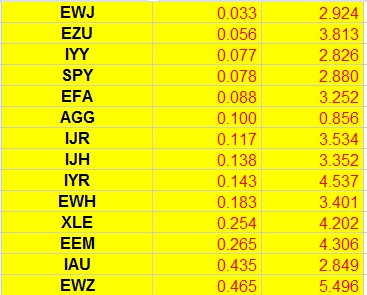 EWJ 0.033 2.924
EZU 0.056 3.813
IYY 0.077 2.826
SPY 0.078 2.880
EFA 0.088 3.252
AGG 0.100 0.856
IJR 0.117 3.534
IJH 0.138 3.352
IYR 0.143 4.537
EWH 0.183 3.401
XLE 0.254 4.202
EEM 0.265 4.306
IAU 0.435 2.849
EWZ 0.465 5.496